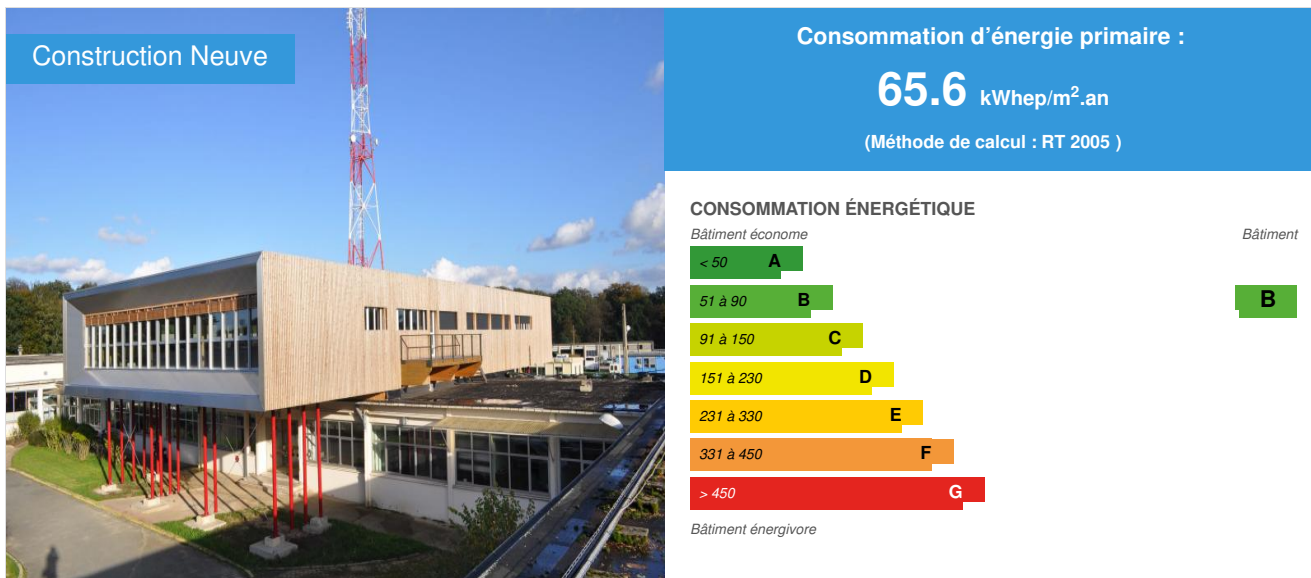 Construction Neuve
Consommation d'énergie primaire :
65.6 kWhep/m².an
(Méthode de calcul : RT 2005 )
CONSOMMATION ÉNERGÉTIQUE
Bâtiment économe Bâtiment
< 50 A
51 à 90 B B
91 à 150 C
151 à 230 D
231 à 330 E
331 à 450 F
> 450 G
Bâtiment énergivore